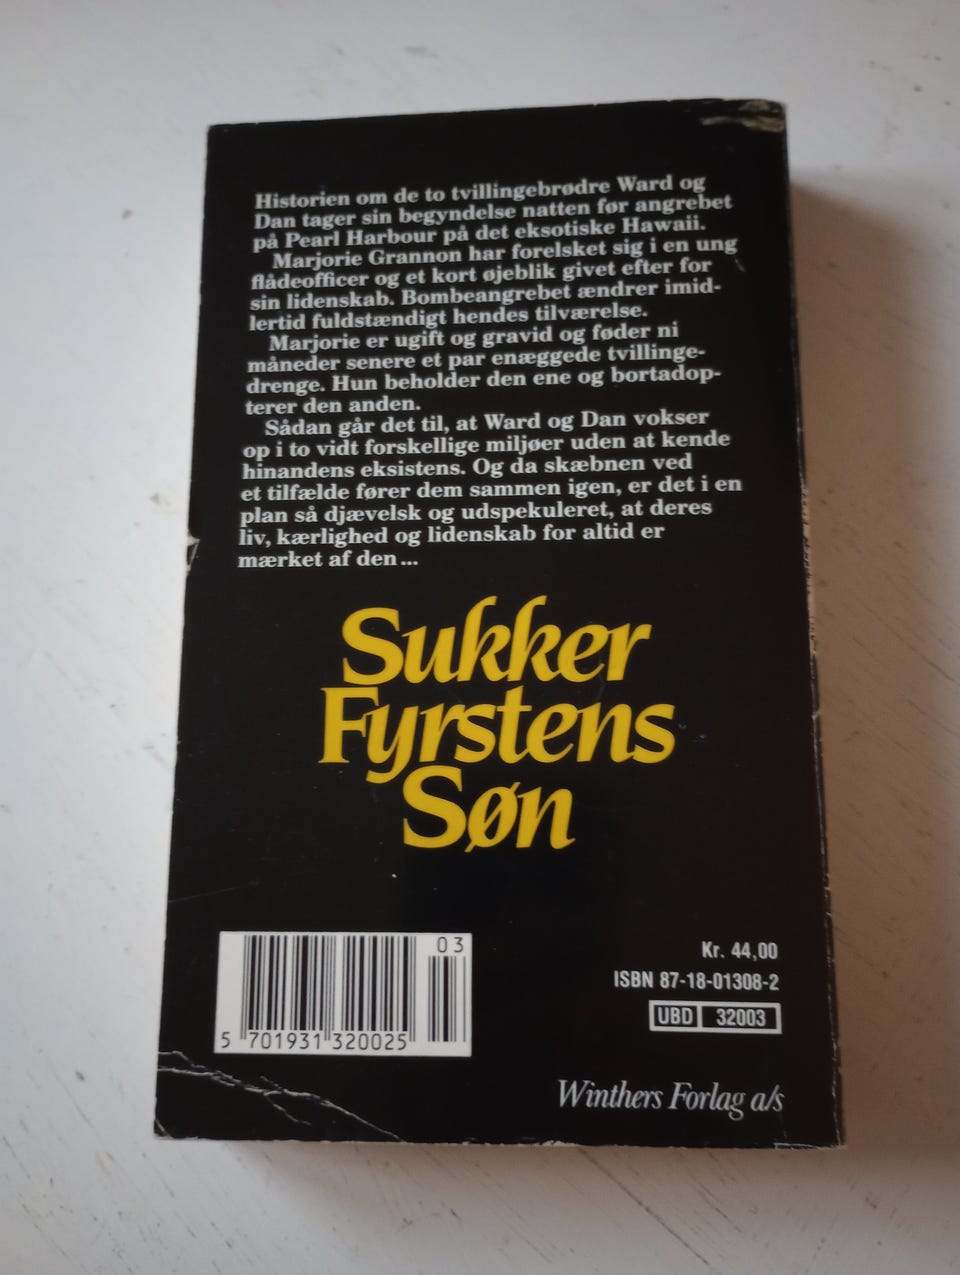 Historien om de to tvillingebrødre Ward og
Dan tager sin begyndelse natten før angrebet
på Pearl Harbour på det eksotiske Hawaii.
Marjorie Grannon har forelsket sig i en ung
flådeofficer og et kort øjeblik givet efter for
sin lidenskab. Bombeangrebet ændrer imid-
lertid fuldstændigt hendes tilværelse.
Marjorie er ugift og gravid og føder ni
måneder senere et par enæggede tvillinge-
drenge. Hun beholder den ene og bortadop-
terer den anden.
Sådan går det til, at Ward og Dan vokser
op i to vidt forskellige miljøer uden at kende
hinandens eksistens. Og da skæbnen ved
et tilfælde fører dem sammen igen, er det i en
plan så djævelsk og udspekuleret, at deres
liv, kærlighed og lidenskab for altid er
mærket af den...
Sukker
Fyrstens
Søn
03
5 701931 320025
Kr. 44,00
ISBN 87-18-01308-2
UBD 32003
Winthers Forlag a/s